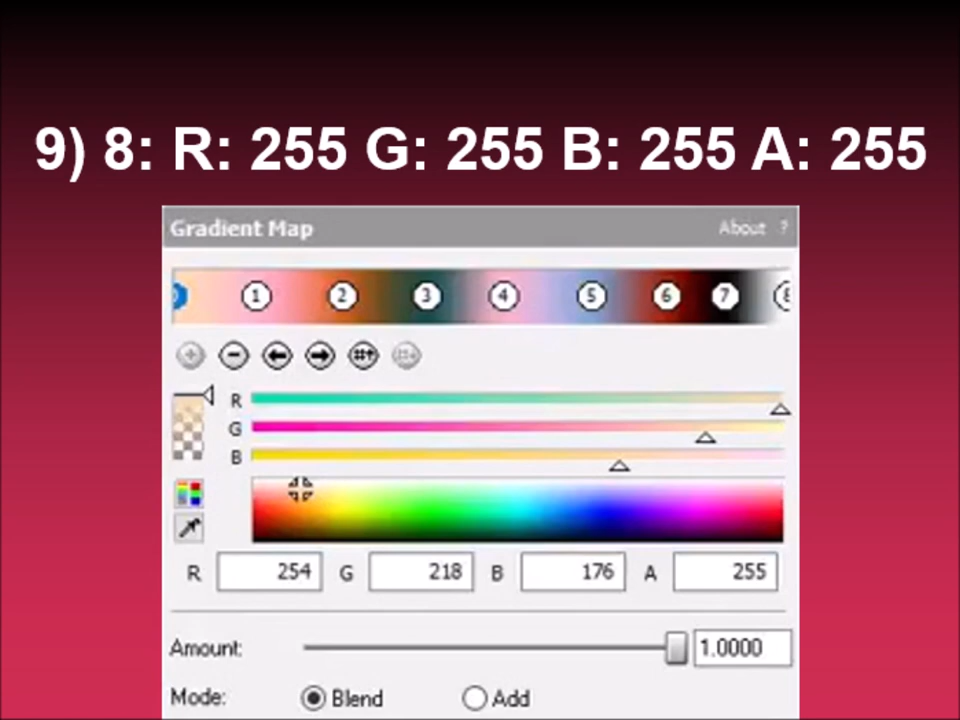 9) 8: R: 255 G: 255 B: 255 A: 255
Gradient Map About ?
1 2 3 4 5 6 7 8
R
G
B
R 254 G 218 B 176 A 255
Amount: 1.0000
Mode: Blend Add